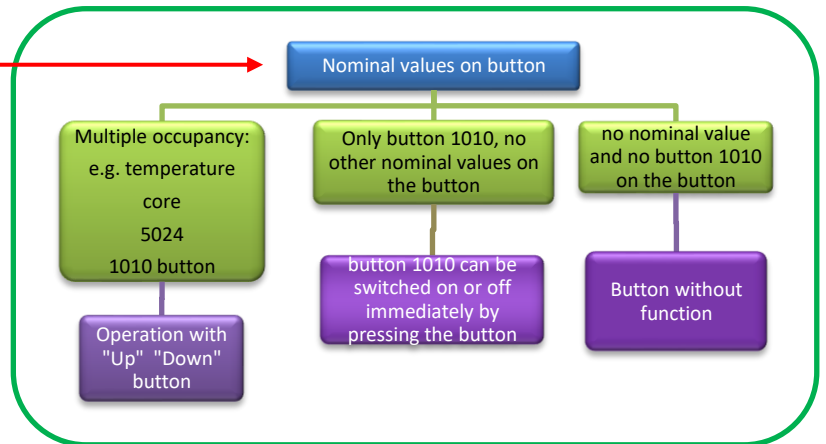 Nominal values on button
Multiple occupancy:
e.g. temperature
core
5024
1010 button
Only button 1010, no
other nominal values on
the button
no nominal value
and no button 1010
on the button
Operation with
"Up" "Down"
button
button 1010 can be
switched on or off
immediately by
pressing the button
Button without
function